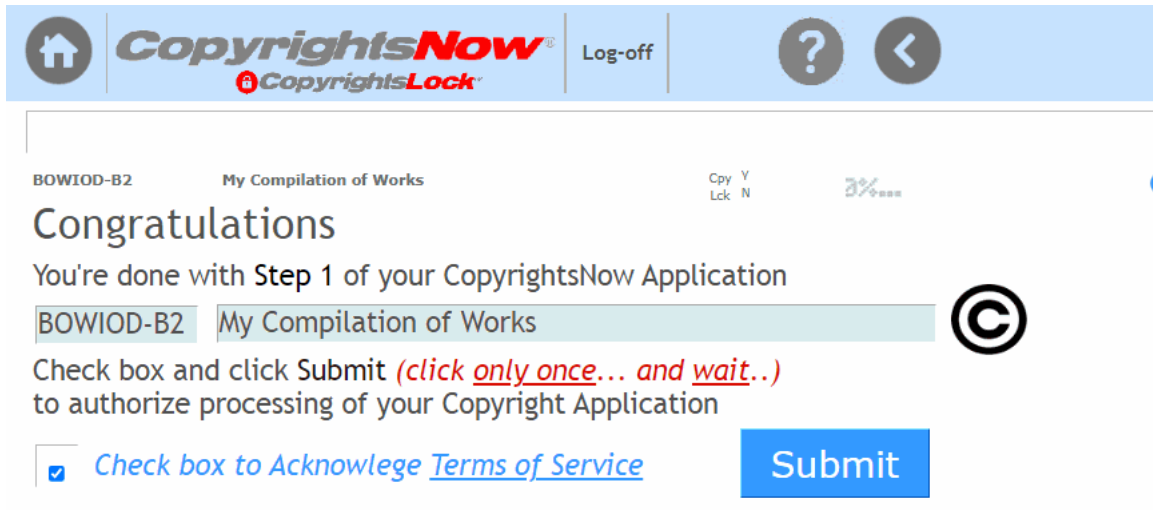 CopyrightsNow®
CopyrightsLock
Log-off
?
BOWIOD-B2 My Compilation of Works Cpy Y
Lck N
Congratulations
You're done with Step 1 of your CopyrightsNow Application
BOWIOD-B2 My Compilation of Works ©
Check box and click Submit (click only once... and wait..)
to authorize processing of your Copyright Application
Check box to Acknowlege Terms of Service Submit